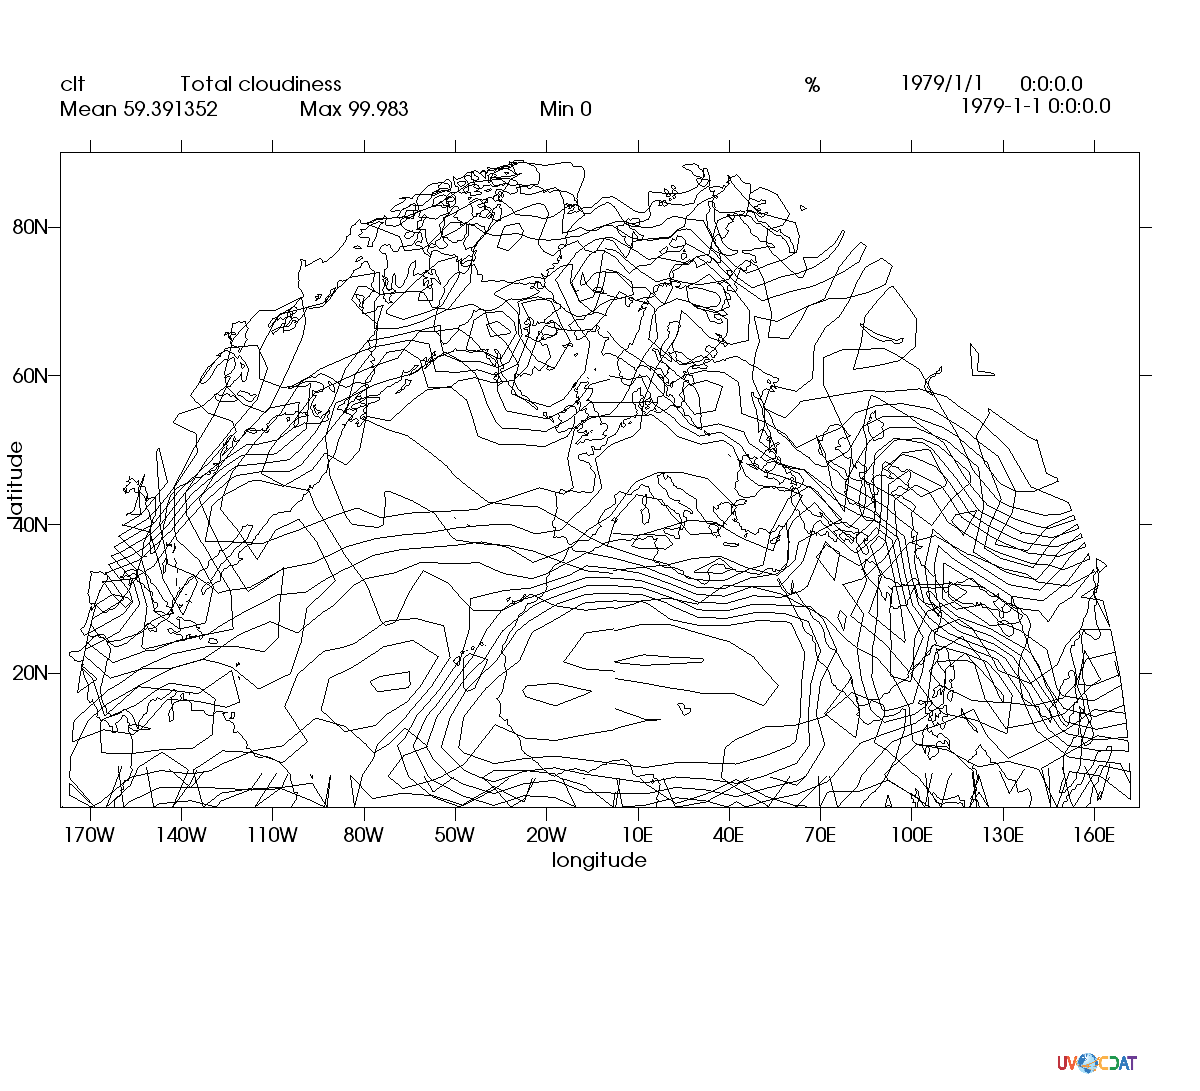 clt Total cloudiness % 1979/1/1 0:0:0.0
Mean 59.391352 Max 99.983 Min 0 1979-1-1 0:0:0.0
80N
60N
latitude
40N
20N
170W 140W 110W 80W 50W 20W 10E 40E 70E 100E 130E 160E
longitude
UV CDAT